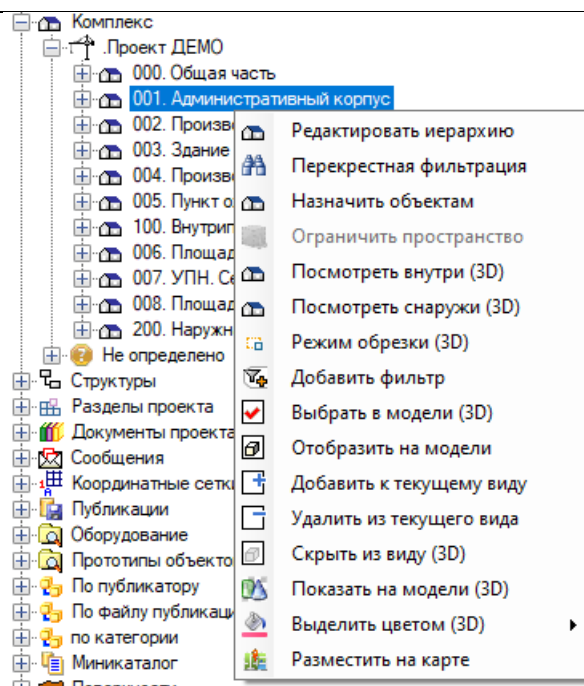 Комплекс
.Проект ДЕМО
000. Общая часть
001. Административный корпус
002. Произв
003. Здание
004. Произв
005. Пункт о
100. Внутрип
006. Площад
007. УПН. Се
008. Площад
200. Наружн
Не определено
Структуры
Разделы проекта
Документы проекта
Сообщения
Координатные сетки
Публикации
Оборудование
Прототипы объекто
По публикатору
По файлу публикаци
по категории
Миникаталог
Редактировать иерархию
Перекрестная фильтрация
Назначить объектам
Ограничить пространство
Посмотреть внутри (3D)
Посмотреть снаружи (3D)
Режим обрезки (3D)
Добавить фильтр
Выбрать в модели (3D)
Отобразить на модели
Добавить к текущему виду
Удалить из текущего вида
Скрыть из виду (3D)
Показать на модели (3D)
Выделить цветом (3D)
Разместить на карте